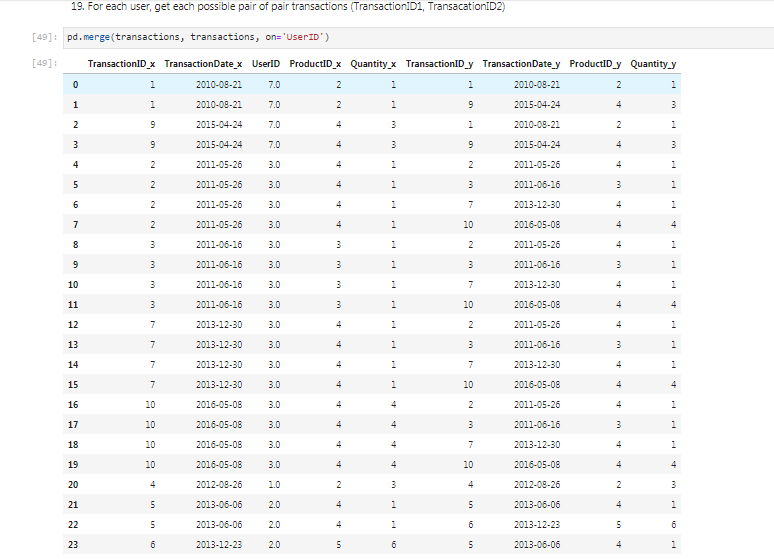 19. For each user, get each possible pair of pair transactions (TransactionID1, TransacationID2)
[49]: pd.merge(transactions, transactions, on='UserID')
[49]: TransactionID_x TransactionDate_x UserID ProductID_x Quantity_x TransactionID_y TransactionDate_y ProductID_y Quantity_y
0 1 2010-08-21 7.0 2 1 1 2010-08-21 2 1
1 1 2010-08-21 7.0 2 1 9 2015-04-24 4 3
2 9 2015-04-24 7.0 4 3 1 2010-08-21 2 1
3 9 2015-04-24 7.0 4 3 9 2015-04-24 4 3
4 2 2011-05-26 3.0 4 1 2 2011-05-26 4 1
5 2 2011-05-26 3.0 4 1 3 2011-06-16 3 1
6 2 2011-05-26 3.0 4 1 7 2013-12-30 4 1
7 2 2011-05-26 3.0 4 1 10 2016-05-08 4 4
8 3 2011-06-16 3.0 3 1 2 2011-05-26 4 1
9 3 2011-06-16 3.0 3 1 3 2011-06-16 3 1
10 3 2011-06-16 3.0 3 1 7 2013-12-30 4 1
11 3 2011-06-16 3.0 3 1 10 2016-05-08 4 4
12 7 2013-12-30 3.0 4 1 2 2011-05-26 4 1
13 7 2013-12-30 3.0 4 1 3 2011-06-16 3 1
14 7 2013-12-30 3.0 4 1 7 2013-12-30 4 1
15 7 2013-12-30 3.0 4 1 10 2016-05-08 4 4
16 10 2016-05-08 3.0 4 4 2 2011-05-26 4 1
17 10 2016-05-08 3.0 4 4 3 2011-06-16 3 1
18 10 2016-05-08 3.0 4 4 7 2013-12-30 4 1
19 10 2016-05-08 3.0 4 4 10 2016-05-08 4 4
20 4 2012-08-26 1.0 2 3 4 2012-08-26 2 3
21 5 2013-06-06 2.0 4 1 5 2013-06-06 4 1
22 5 2013-06-06 2.0 4 1 6 2013-12-23 5 6
23 6 2013-12-23 2.0 5 6 5 2013-06-06 4 1